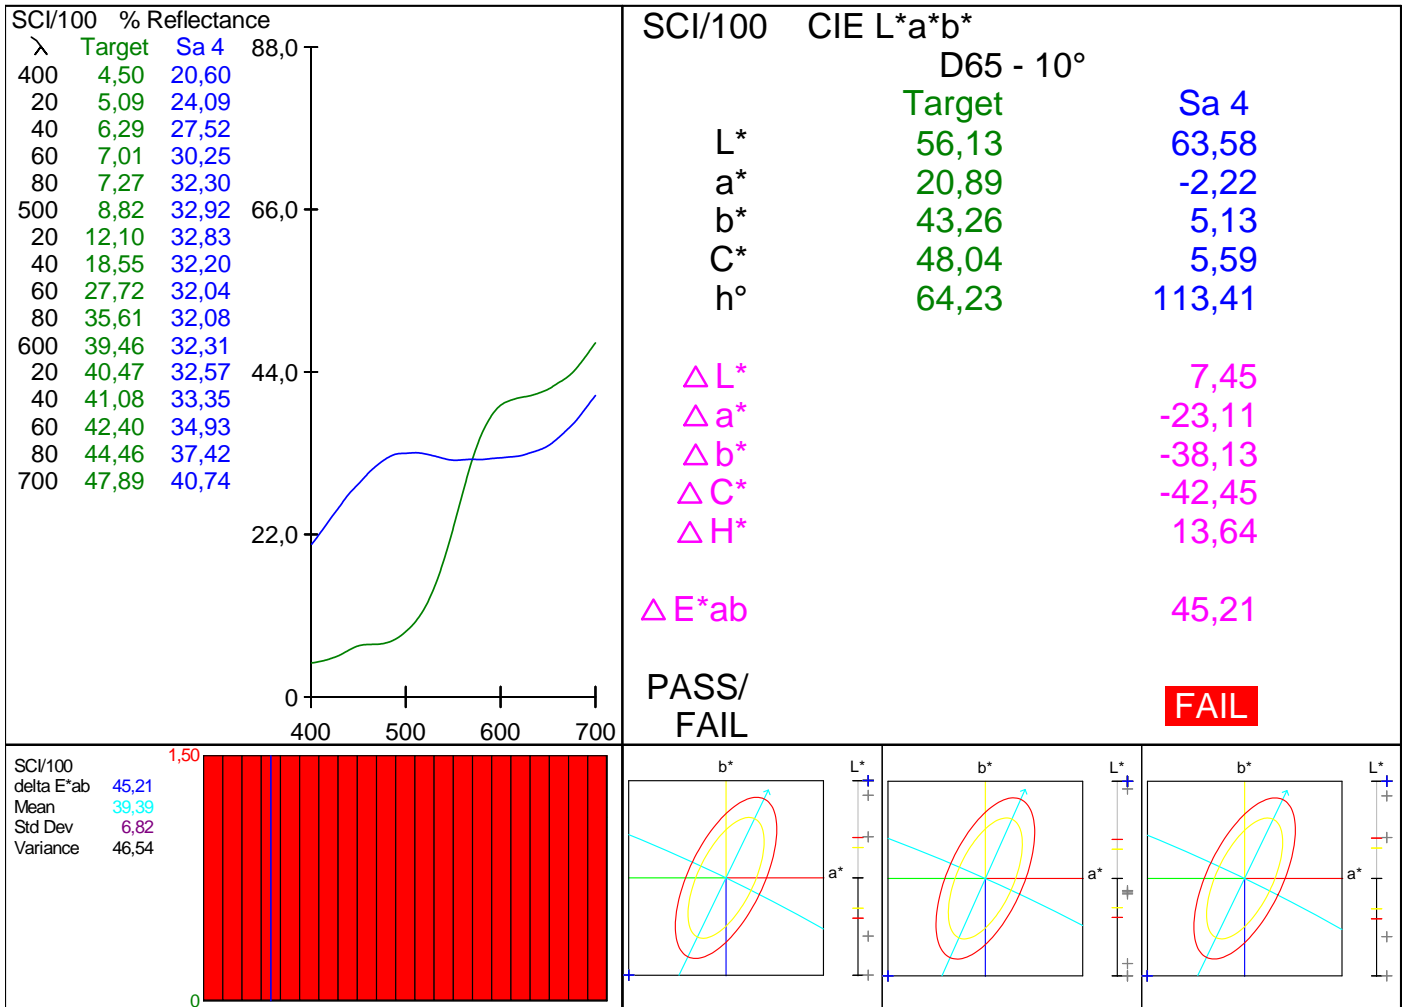 SCI/100 % Reflectance
λ Target Sa 4
400 4,50 20,60
20 5,09 24,09
40 6,29 27,52
60 7,01 30,25
80 7,27 32,30
500 8,82 32,92
20 12,10 32,83
40 18,55 32,20
60 27,72 32,04
80 35,61 32,08
600 39,46 32,31
20 40,47 32,57
40 41,08 33,35
60 42,40 34,93
80 44,46 37,42
700 47,89 40,74
88,0
66,0
44,0
22,0
0
400 500 600 700
SCI/100 CIE L*a*b*
D65 - 10°
Target Sa 4
L* 56,13 63,58
a* 20,89 -2,22
b* 43,26 5,13
C* 48,04 5,59
h° 64,23 113,41
△ L* 7,45
△ a* -23,11
△ b* -38,13
△ C* -42,45
△ H* 13,64
△ E*ab 45,21
PASS/
FAIL FAIL
SCI/100
delta E*ab 45,21
Mean 39,39
Std Dev 6,82
Variance 46,54
1,50
0
b* L*
a*
b* L*
a*
b* L*
a*